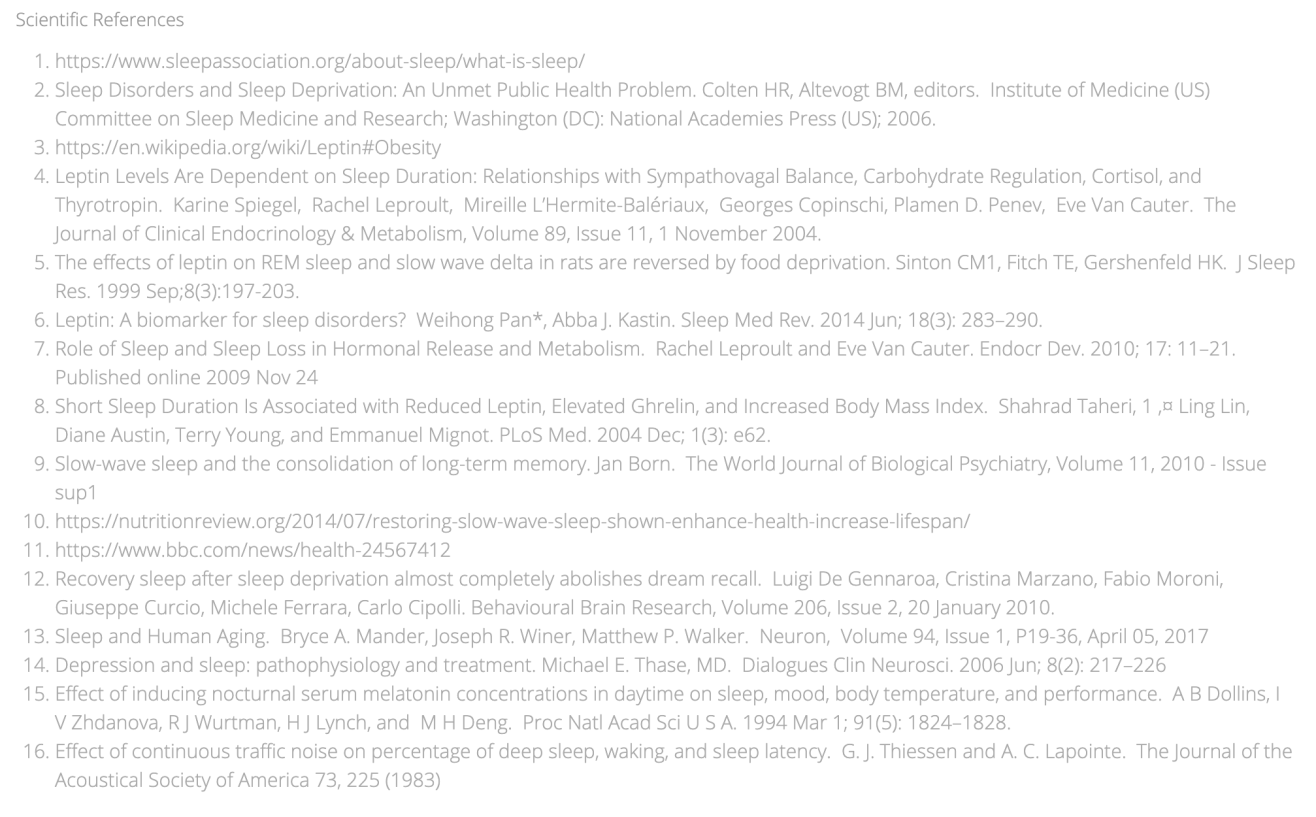 Scientific References
1. https://www.sleepassociation.org/about-sleep/what-is-sleep/
2. Sleep Disorders and Sleep Deprivation: An Unmet Public Health Problem. Colten HR, Altevogt BM, editors.  Institute of Medicine (US)
Committee on Sleep Medicine and Research; Washington (DC): National Academies Press (US); 2006.
3. https://en.wikipedia.org/wiki/Leptin#Obesity
4. Leptin Levels Are Dependent on Sleep Duration: Relationships with Sympathovagal Balance, Carbohydrate Regulation, Cortisol, and
Thyrotropin.  Karine Spiegel,  Rachel Leproult,  Mireille L’Hermite-Balériaux,  Georges Copinschi, Plamen D. Penev,  Eve Van Cauter.  The
Journal of Clinical Endocrinology & Metabolism, Volume 89, Issue 11, 1 November 2004.
5. The effects of leptin on REM sleep and slow wave delta in rats are reversed by food deprivation. Sinton CM1, Fitch TE, Gershenfeld HK.  J Sleep
Res. 1999 Sep;8(3):197-203.
6. Leptin: A biomarker for sleep disorders?  Weihong Pan*, Abba J. Kastin. Sleep Med Rev. 2014 Jun; 18(3): 283–290.
7. Role of Sleep and Sleep Loss in Hormonal Release and Metabolism.  Rachel Leproult and Eve Van Cauter. Endocr Dev. 2010; 17: 11–21.
Published online 2009 Nov 24
8. Short Sleep Duration Is Associated with Reduced Leptin, Elevated Ghrelin, and Increased Body Mass Index.  Shahrad Taheri, 1 ,¤ Ling Lin,
Diane Austin, Terry Young, and Emmanuel Mignot. PLoS Med. 2004 Dec; 1(3): e62.
9. Slow-wave sleep and the consolidation of long-term memory. Jan Born.  The World Journal of Biological Psychiatry, Volume 11, 2010 - Issue
sup1
10. https://nutritionreview.org/2014/07/restoring-slow-wave-sleep-shown-enhance-health-increase-lifespan/
11. https://www.bbc.com/news/health-24567412
12. Recovery sleep after sleep deprivation almost completely abolishes dream recall.  Luigi De Gennaroa, Cristina Marzano, Fabio Moroni,
Giuseppe Curcio, Michele Ferrara, Carlo Cipolli. Behavioural Brain Research, Volume 206, Issue 2, 20 January 2010.
13. Sleep and Human Aging.  Bryce A. Mander, Joseph R. Winer, Matthew P. Walker.  Neuron,  Volume 94, Issue 1, P19-36, April 05, 2017
14. Depression and sleep: pathophysiology and treatment. Michael E. Thase, MD.  Dialogues Clin Neurosci. 2006 Jun; 8(2): 217–226
15. Effect of inducing nocturnal serum melatonin concentrations in daytime on sleep, mood, body temperature, and performance.  A B Dollins, I
V Zhdanova, R J Wurtman, H J Lynch, and  M H Deng.  Proc Natl Acad Sci U S A. 1994 Mar 1; 91(5): 1824–1828.
16. Effect of continuous traffic noise on percentage of deep sleep, waking, and sleep latency.  G. J. Thiessen and A. C. Lapointe.  The Journal of the
Acoustical Society of America 73, 225 (1983)